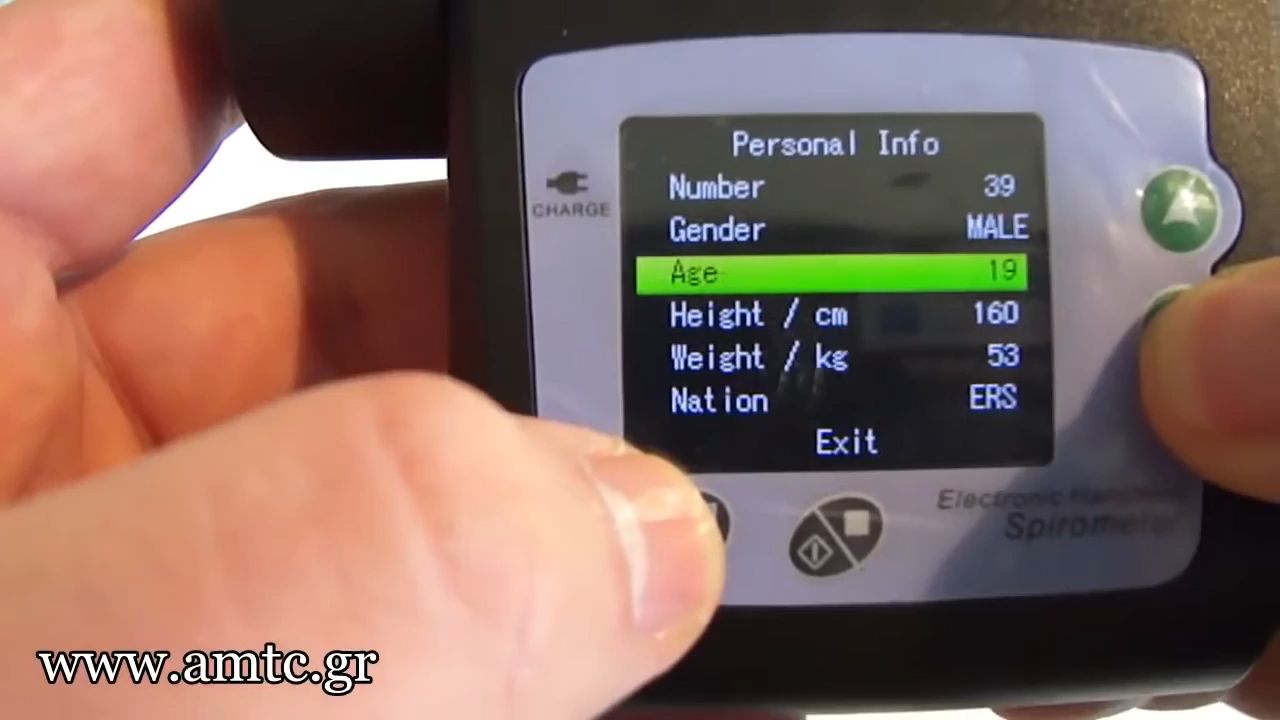 Personal Info
Number 39
Gender MALE
Age 19
Height / cm 160
Weight / kg 53
Nation ERS
Exit
CHARGE
Electronic
Spirometer
www.amtc.gr